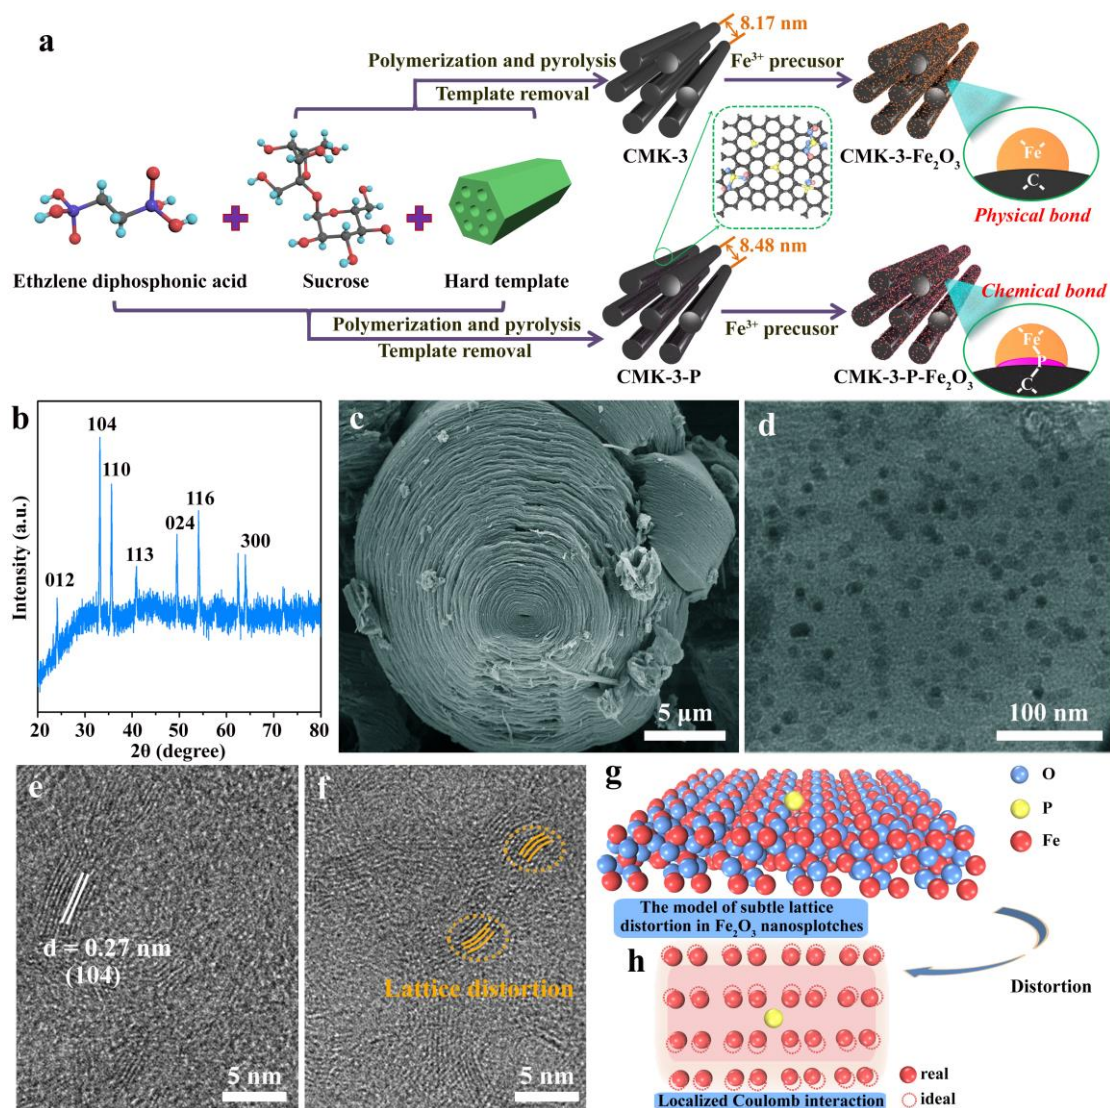 a
Polymerization and pyrolysis
Template removal
8.17 nm
Fe³⁺ precusor
CMK-3
CMK-3-Fe₂O₃
Fe
C
Physical bond
Ethzlene diphosphonic acid
Sucrose
Hard template
Polymerization and pyrolysis
Template removal
8.48 nm
Fe³⁺ precusor
CMK-3-P
CMK-3-P-Fe₂O₃
Chemical bond
Fe
P
C
b
104
110
012
113
024
116
300
Intensity (a.u.)
20 30 40 50 60 70 80
2θ (degree)
c
5 μm
d
100 nm
e
d = 0.27 nm
(104)
5 nm
f
Lattice distortion
5 nm
g
O
P
Fe
The model of subtle lattice
distortion in Fe₂O₃ nanosplotches
Distortion
h
real
ideal
Localized Coulomb interaction